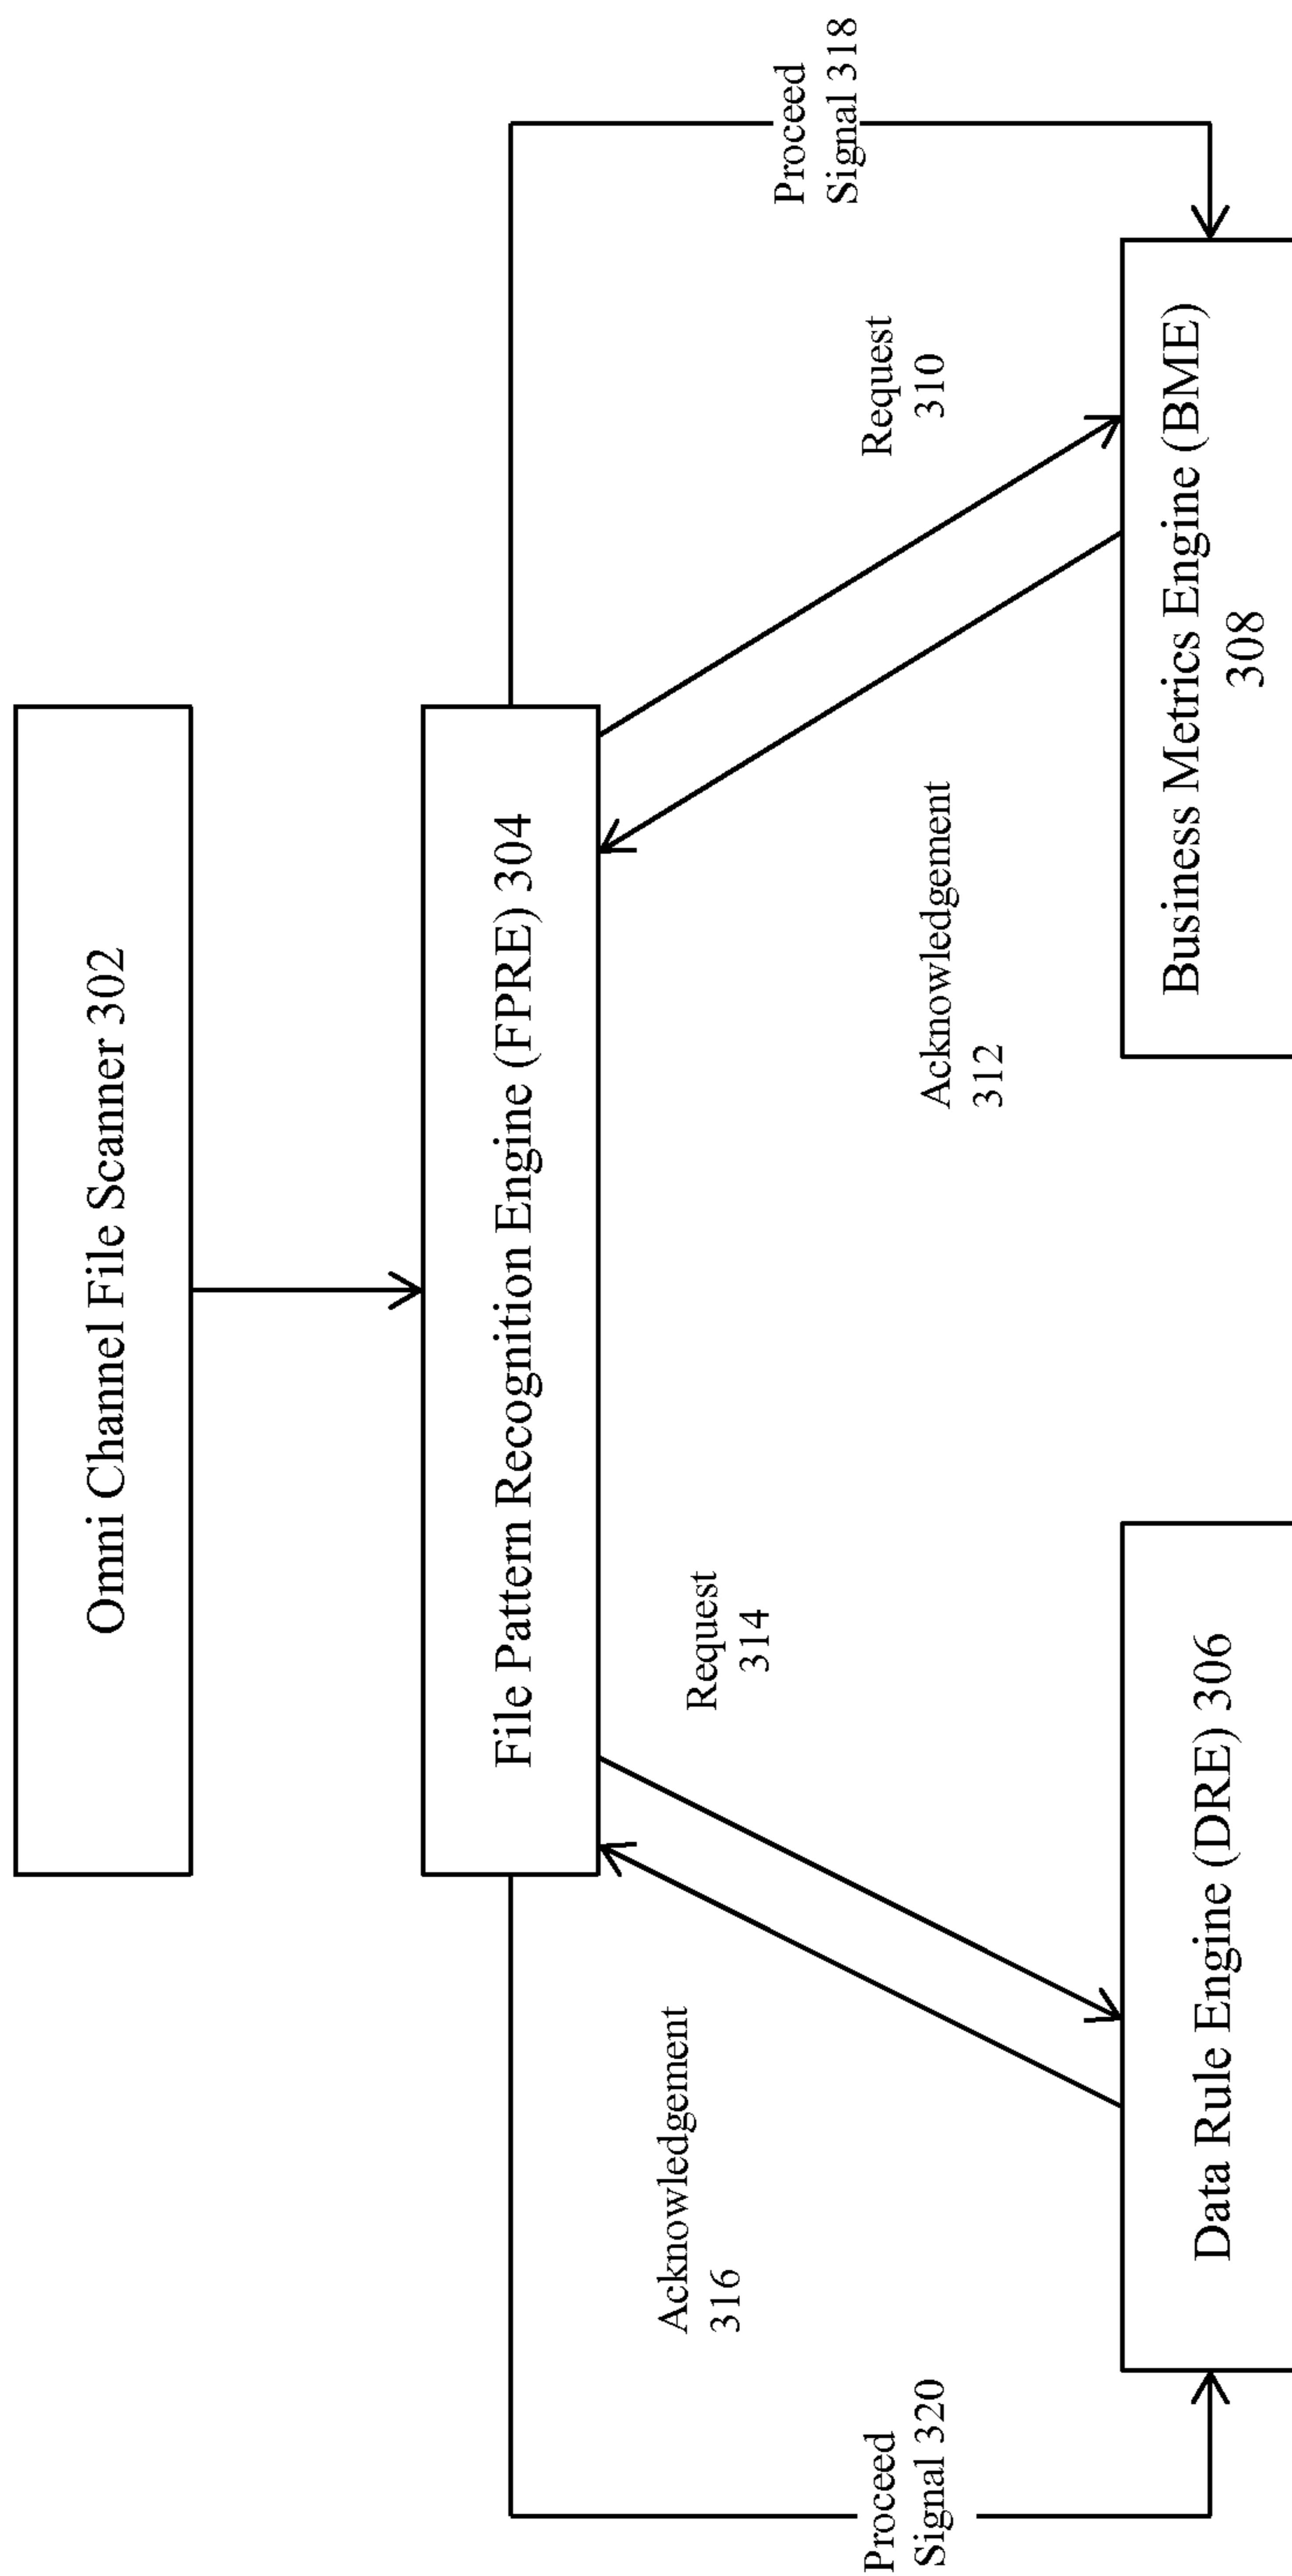 Omni Channel File Scanner 302
File Pattern Recognition Engine (FPRE) 304
Proceed
Signal 320
Acknowledgement
316
Request
314
Acknowledgement
312
Request
310
Proceed
Signal 318
Data Rule Engine (DRE) 306
Business Metrics Engine (BME)
308